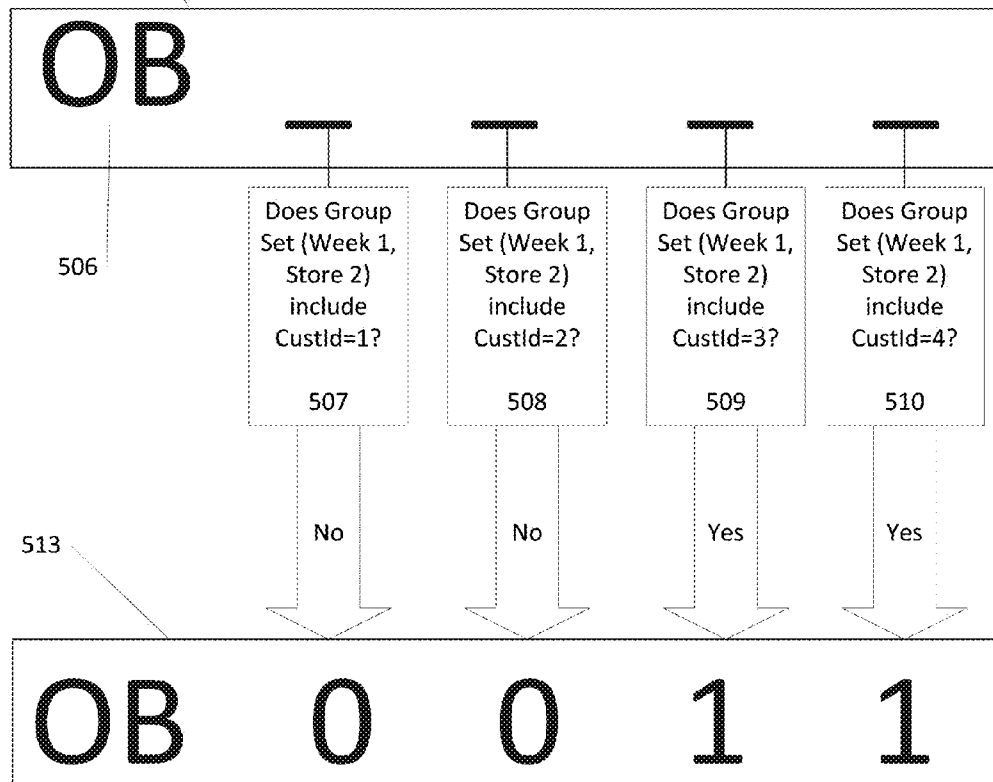 OB
Does Group Set (Week 1, Store 2) include CustId=1?
507
Does Group Set (Week 1, Store 2) include CustId=2?
508
Does Group Set (Week 1, Store 2) include CustId=3?
509
Does Group Set (Week 1, Store 2) include CustId=4?
510
506
No
No
Yes
Yes
513
OB 0 0 1 1